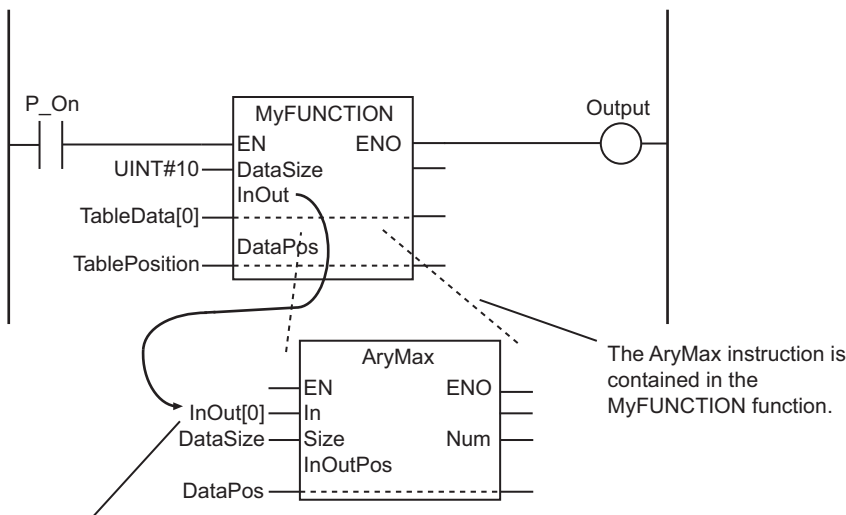 P_On
MyFUNCTION
Output
EN ENO
UINT#10 DataSize
InOut
TableData[0]
DataPos
TablePosition
AryMax
The AryMax instruction is
contained in the
MyFUNCTION function.
EN ENO
InOut[0] In
DataSize Size Num
InOutPos
DataPos